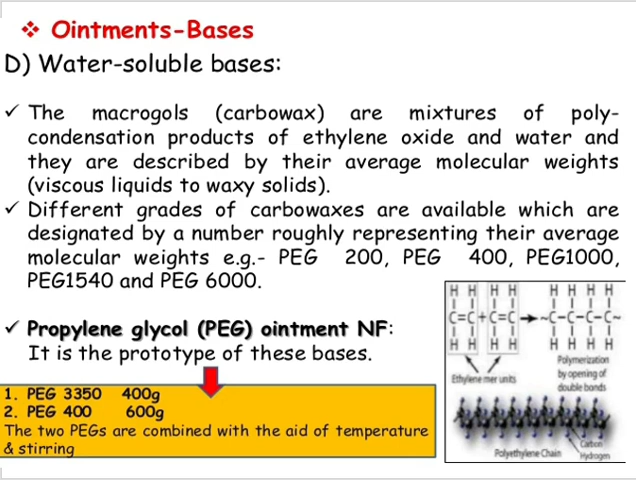 ❖ Ointments-Bases
D) Water-soluble bases:
✓ The macrogols (carbowax) are mixtures of poly-
condensation products of ethylene oxide and water and
they are described by their average molecular weights
(viscous liquids to waxy solids).
✓ Different grades of carbowaxes are available which are
designated by a number roughly representing their average
molecular weights e.g.- PEG 200, PEG 400, PEG1000,
PEG1540 and PEG 6000.
✓ Propylene glycol (PEG) ointment NF:
It is the prototype of these bases.
1. PEG 3350 400g
2. PEG 400 600g
The two PEGs are combined with the aid of temperature
& stirring
H H H H H H H H
C=C + C=C ~C-C-C-C~
H H H H H H H H
Ethylene mer units
Polymerization
by opening of
double bonds
Polyethylene Chain
Carbon
Hydrogen